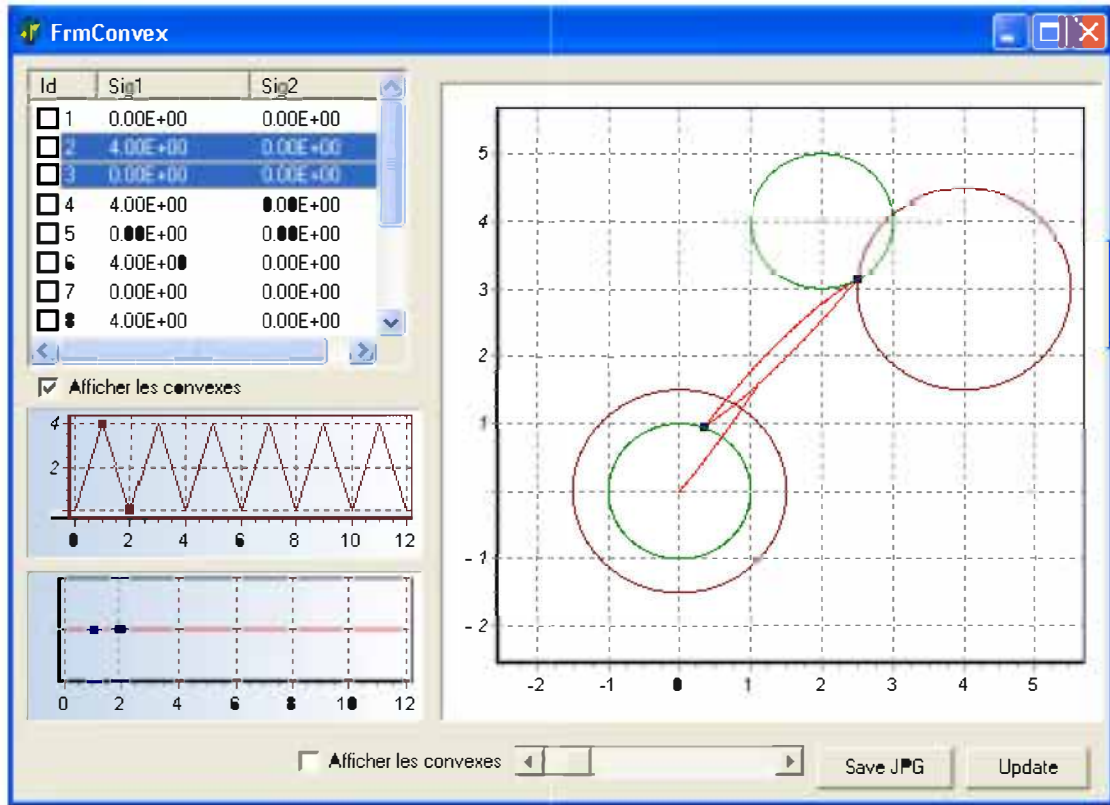 FrmConvex
Id Sig1 Sig2
1 0.00E+00 0.00E+00
2 4.00E+00 0.00E+00
3 0.00E+00 0.00E+00
4 4.00E+00 0.00E+00
5 0.00E+00 0.00E+00
6 4.00E+00 0.00E+00
7 0.00E+00 0.00E+00
8 4.00E+00 0.00E+00
Afficher les convexes
4
2
0 2 4 6 8 10 12
0 2 4 6 8 10 12
5
4
3
2
1
-1
-2
-2 -1 0 1 2 3 4 5
Afficher les convexes
Save JPG
Update